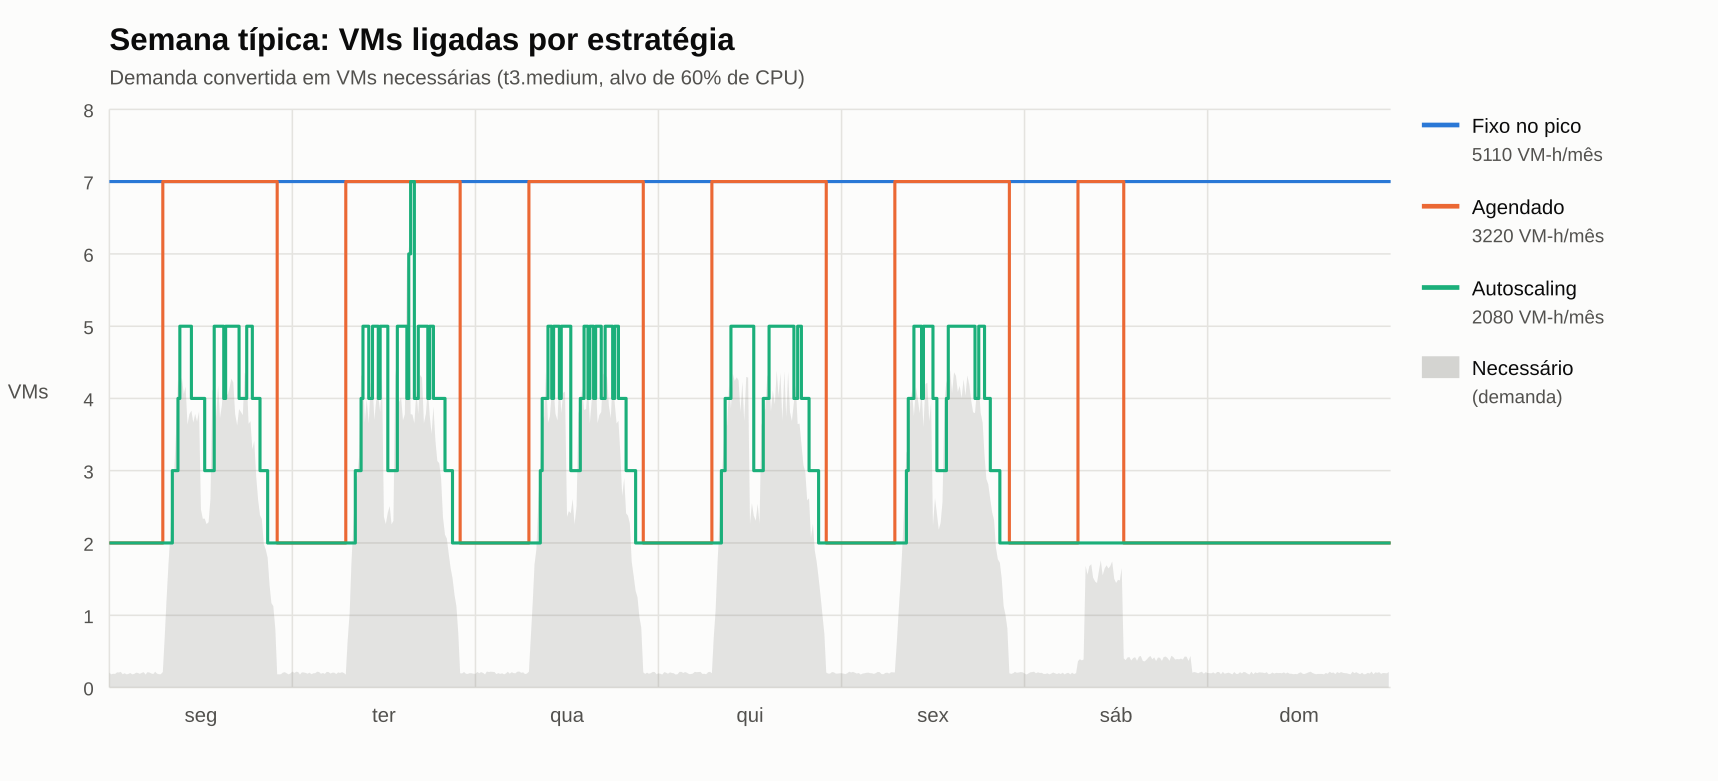 Semana típica: VMs ligadas por estratégia
Demanda convertida em VMs necessárias (t3.medium, alvo de 60% de CPU)
8
7
6
5
4
3
2
1
0
VMs
seg
ter
qua
qui
sex
sáb
dom
Fixo no pico
5110 VM-h/mês
Agendado
3220 VM-h/mês
Autoscaling
2080 VM-h/mês
Necessário
(demanda)